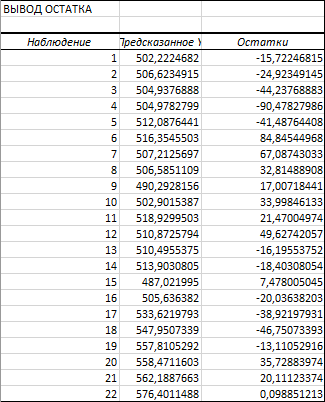 ВЫВОД ОСТАТКА
Наблюдение Предсказанное Y Остатки
1 502,2224682 -15,72246815
2 506,6234915 -24,92349145
3 504,9376888 -44,23768883
4 504,9782799 -90,47827986
5 512,0876441 -41,48764408
6 516,3545503 84,84544968
7 507,2125697 67,08743033
8 506,5851109 32,81488908
9 490,2928156 17,00718441
10 502,9015387 33,99846133
11 518,9299503 21,47004974
12 510,8725794 49,62742057
13 510,4955375 -16,19553752
14 513,9030805 -18,40308054
15 487,021995 7,478005045
16 505,636382 -20,03638203
17 533,6219793 -38,92197931
18 547,9507339 -46,75073393
19 557,8105292 -13,11052916
20 558,4711603 35,72883974
21 562,1887663 20,11123374
22 576,4011488 0,098851213